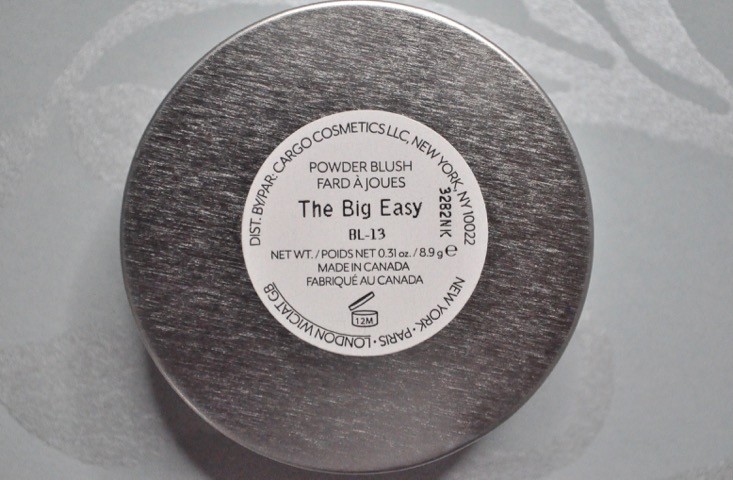 DIST. BY/PAR: CARGO COSMETICS LLC, NEW YORK, NY 10022
POWDER BLUSH
FARD À JOUES
The Big Easy
BL-13
3282NK
NET WT. / POIDS NET 0.31 oz. / 8.9 g e
MADE IN CANADA
FABRIQUÉ AU CANADA
12M
NEW YORK • PARIS • LONDON W1C1AT GB